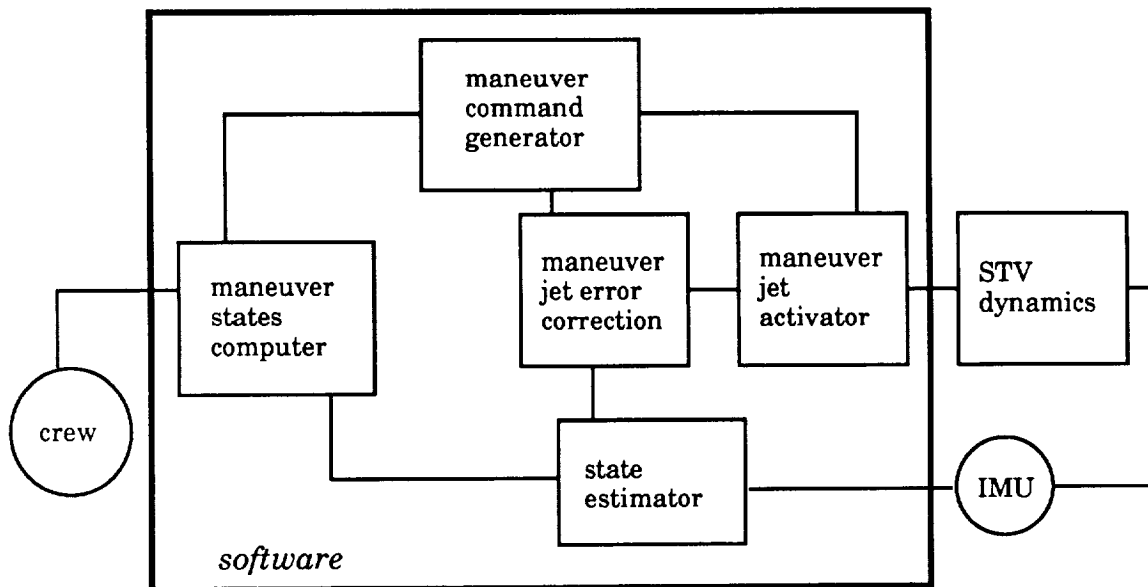 maneuver
command
generator
maneuver
states
computer
maneuver
jet error
correction
maneuver
jet
activator
STV
dynamics
crew
state
estimator
IMU
software